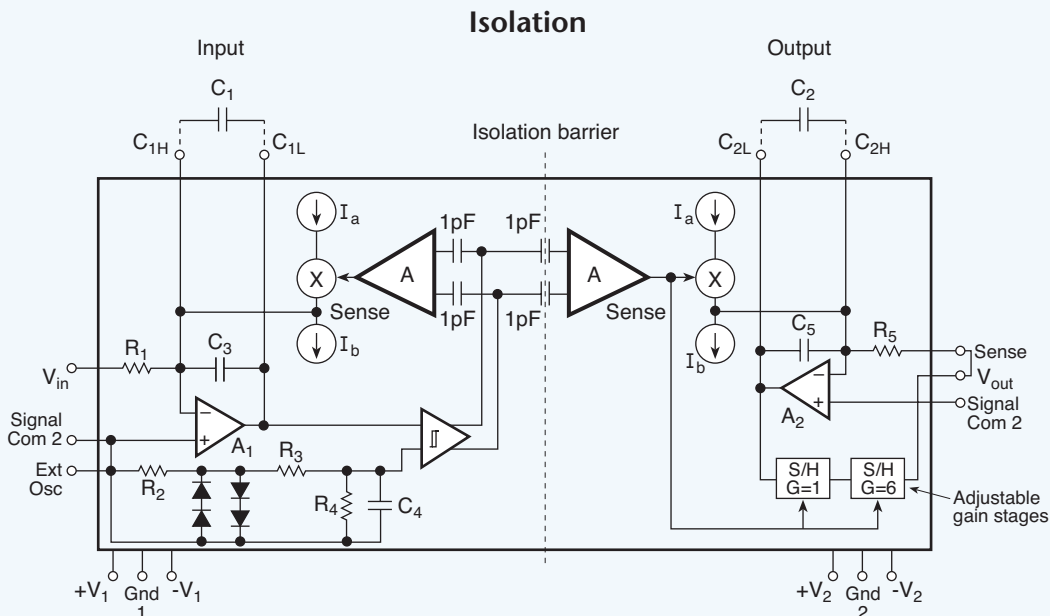 Isolation
Input
Output
C1
C2
C1H
C1L
Isolation barrier
C2L
C2H
Ia
1pF
1pF
Ia
X
A
A
X
Sense
1pF
1pF
Sense
Ib
Ib
R1
C3
C5
R5
Sense
Vin
Vout
Signal
Com 2
−
+
A1
−
+
A2
Signal
Com 2
Ext
Osc
R2
R3
R4
C4
S/H
G=1
S/H
G=6
Adjustable
gain stages
+V1
Gnd
1
-V1
+V2
Gnd
2
-V2